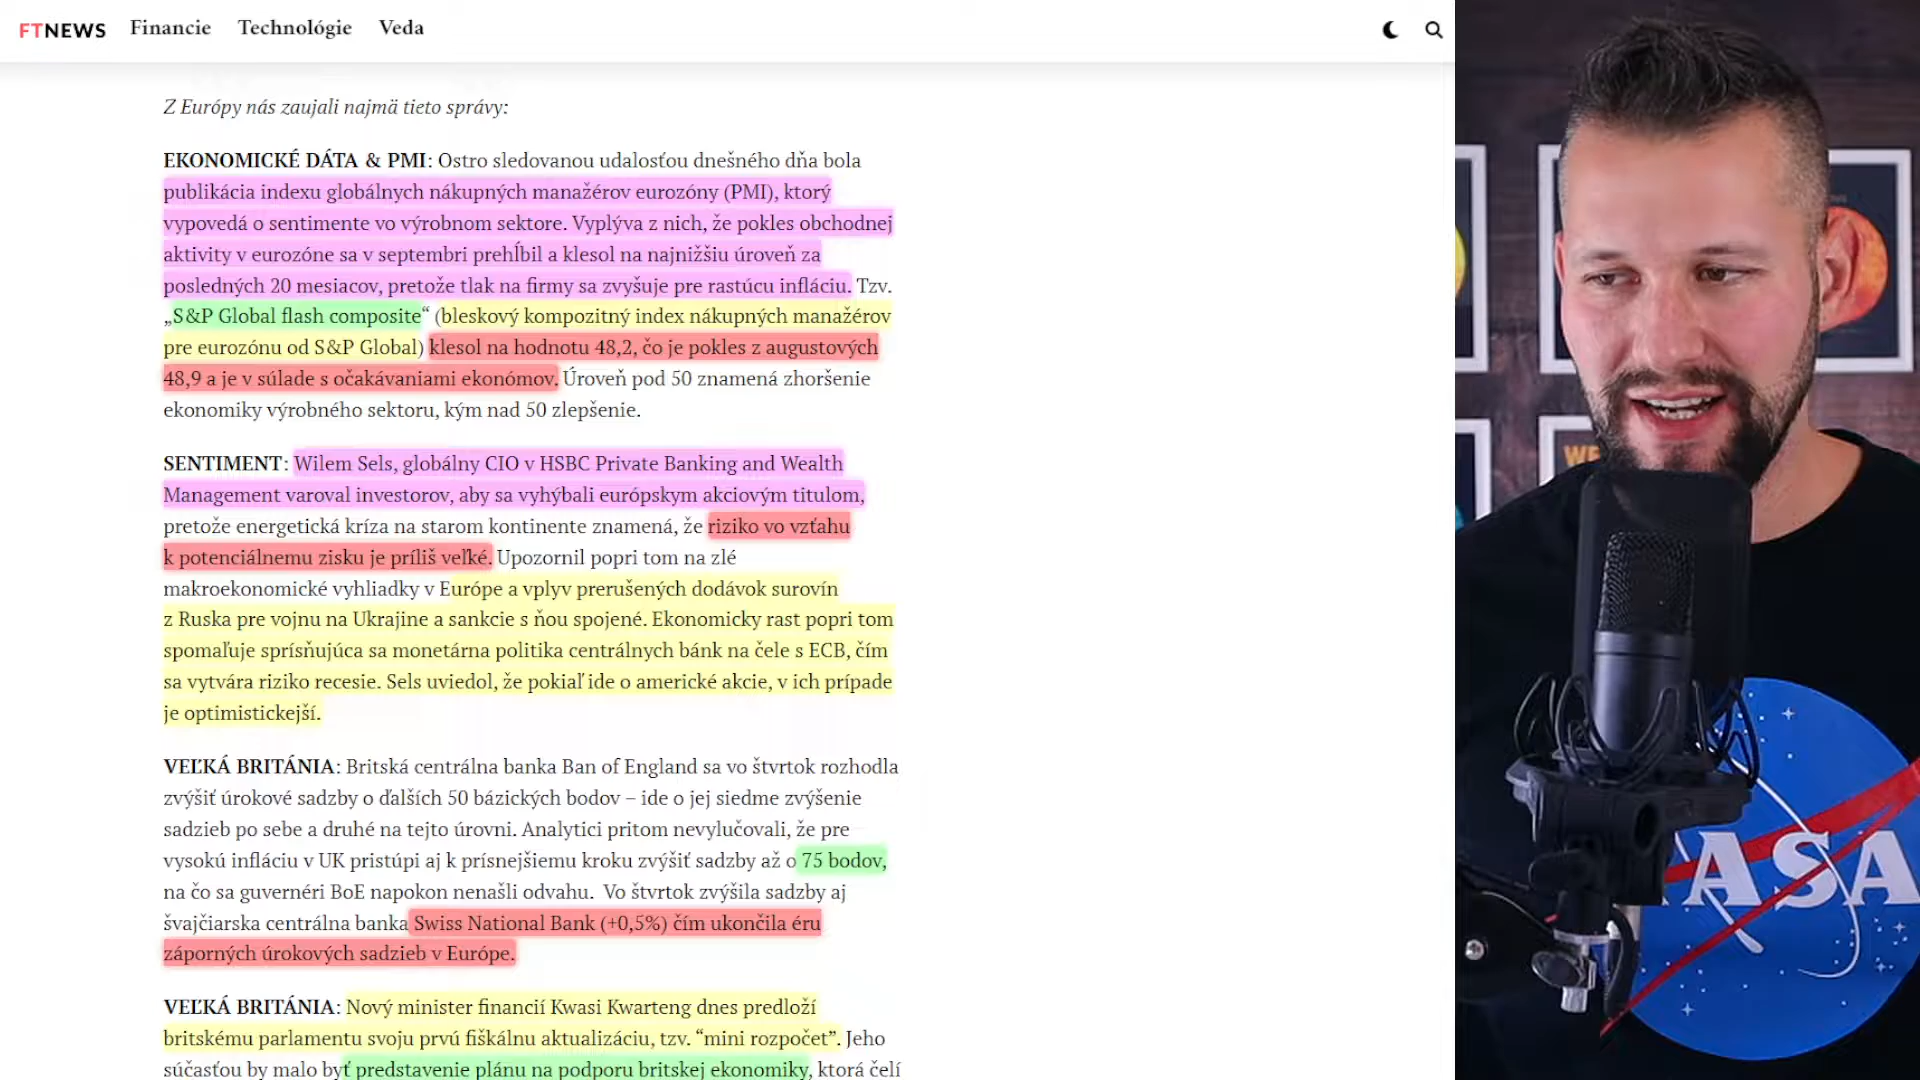 FTNEWS Financie Technológie Veda
Z Európy nás zaujali najmä tieto správy:
EKONOMICKÉ DÁTA & PMI: Ostro sledovanou udalosťou dnešného dňa bola
publikácia indexu globálnych nákupných manažérov eurozóny (PMI), ktorý
vypovedá o sentimente vo výrobnom sektore. Vyplýva z nich, že pokles obchodnej
aktivity v eurozóne sa v septembri prehĺbil a klesol na najnižšiu úroveň za
posledných 20 mesiacov, pretože tlak na firmy sa zvyšuje pre rastúcu infláciu. Tzv.
„S&P Global flash composite“ (bleskový kompozitný index nákupných manažérov
pre eurozónu od S&P Global) klesol na hodnotu 48,2, čo je pokles z augustových
48,9 a je v súlade s očakávaniami ekonómov. Úroveň pod 50 znamená zhoršenie
ekonomiky výrobného sektoru, kým nad 50 zlepšenie.
SENTIMENT: Wilem Sels, globálny CIO v HSBC Private Banking and Wealth
Management varoval investorov, aby sa vyhýbali európskym akciovým titulom,
pretože energetická kríza na starom kontinente znamená, že riziko vo vzťahu
k potenciálnemu zisku je príliš veľké. Upozornil popri tom na zlé
makroekonomické vyhliadky v Európe a vplyv prerušených dodávok surovín
z Ruska pre vojnu na Ukrajine a sankcie s ňou spojené. Ekonomicky rast popri tom
spomaľuje sprísňujúca sa monetárna politika centrálnych bánk na čele s ECB, čím
sa vytvára riziko recesie. Sels uviedol, že pokiaľ ide o americké akcie, v ich prípade
je optimistickejší.
VEĽKÁ BRITÁNIA: Britská centrálna banka Ban of England sa vo štvrtok rozhodla
zvýšiť úrokové sadzby o ďalších 50 bázických bodov – ide o jej siedme zvýšenie
sadzieb po sebe a druhé na tejto úrovni. Analytici pritom nevylučovali, že pre
vysokú infláciu v UK pristúpi aj k prísnejšiemu kroku zvýšiť sadzby až o 75 bodov,
na čo sa guvernéri BoE napokon nenašli odvahu. Vo štvrtok zvýšila sadzby aj
švajčiarska centrálna banka Swiss National Bank (+0,5%) čím ukončila éru
záporných úrokových sadzieb v Európe.
VEĽKÁ BRITÁNIA: Nový minister financií Kwasi Kwarteng dnes predloží
britskému parlamentu svoju prvú fiškálnu aktualizáciu, tzv. “mini rozpočet”. Jeho
súčasťou by malo byť predstavenie plánu na podporu britskej ekonomiky, ktorá čelí
WE
ASA